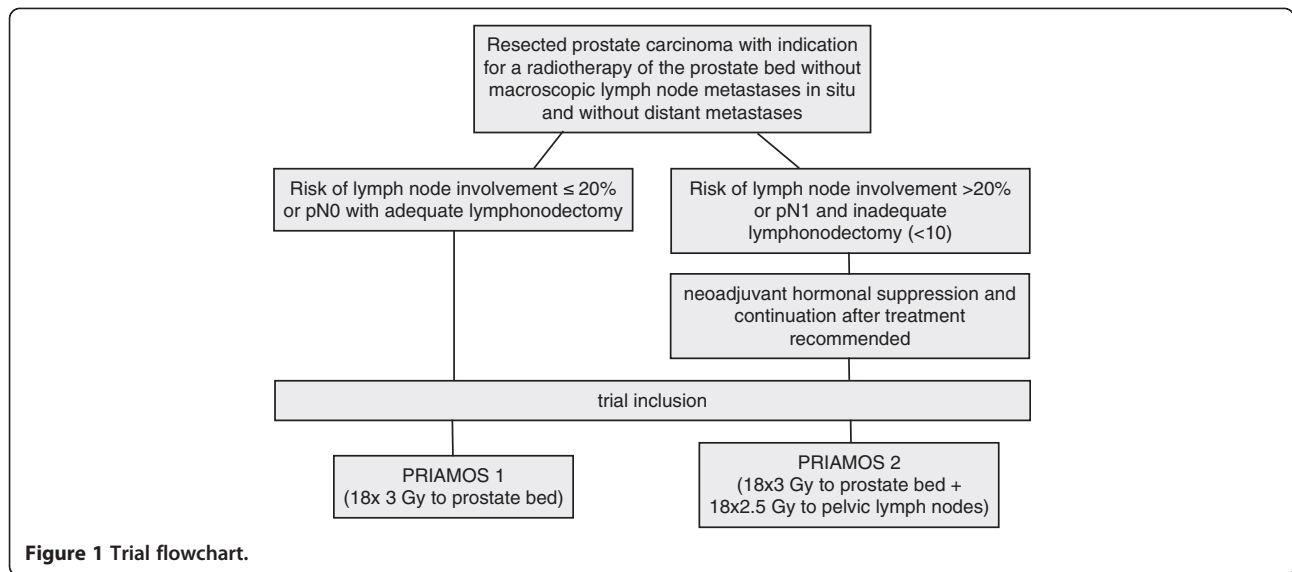 Resected prostate carcinoma with indication
for a radiotherapy of the prostate bed without
macroscopic lymph node metastases in situ
and without distant metastases
Risk of lymph node involvement ≤ 20%
or pN0 with adequate lymphonodectomy
Risk of lymph node involvement >20%
or pN1 and inadequate
lymphonodectomy (<10)
neoadjuvant hormonal suppression and
continuation after treatment
recommended
trial inclusion
PRIAMOS 1
(18x 3 Gy to prostate bed)
PRIAMOS 2
(18x3 Gy to prostate bed +
18x2.5 Gy to pelvic lymph nodes)
Figure 1 Trial flowchart.